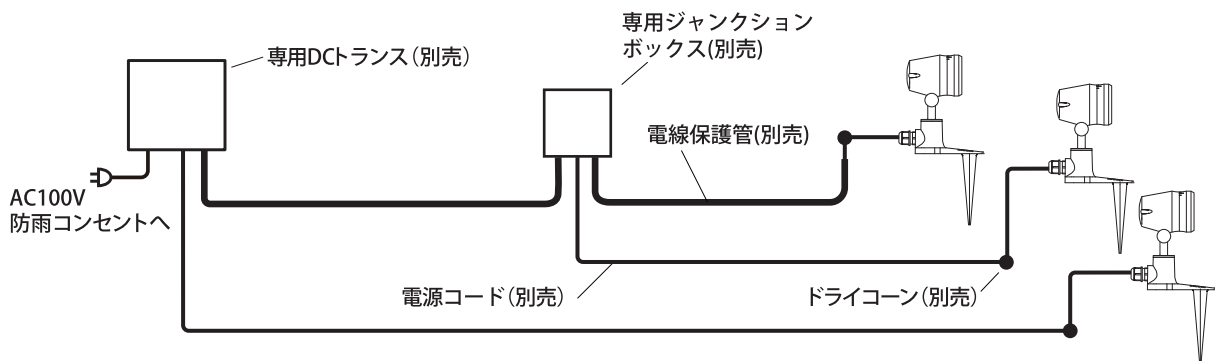 専用ジャンクション
ボックス(別売)
専用DCトランス（別売）
電線保護管(別売)
AC100V
防雨コンセントへ
電源コード（別売）
ドライコーン（別売）